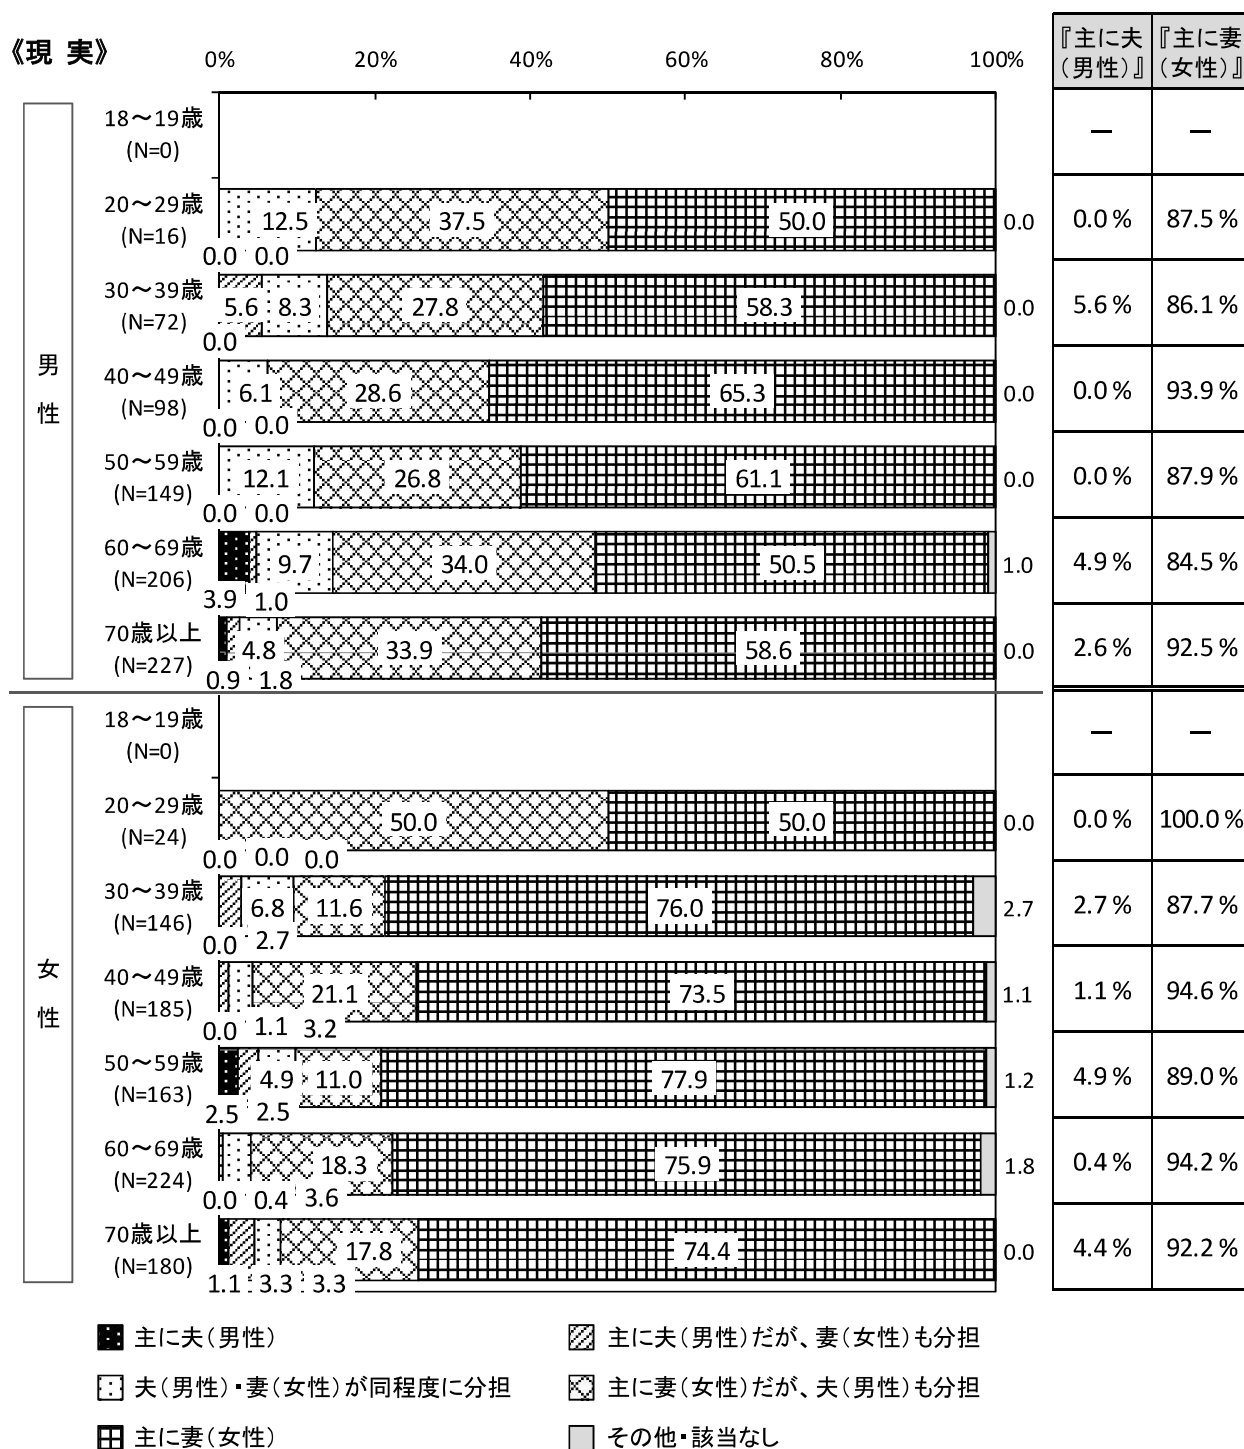 《現 実》
0% 20% 40% 60% 80% 100%
『主に夫（男性）』
『主に妻（女性）』
男性
18～19歳
(N=0)
－ －
20～29歳
(N=16)
12.5 37.5 50.0 0.0
0.0 0.0
0.0 % 87.5 %
30～39歳
(N=72)
5.6 8.3 27.8 58.3 0.0
0.0
5.6 % 86.1 %
40～49歳
(N=98)
6.1 28.6 65.3 0.0
0.0 0.0
0.0 % 93.9 %
50～59歳
(N=149)
12.1 26.8 61.1 0.0
0.0 0.0
0.0 % 87.9 %
60～69歳
(N=206)
9.7 34.0 50.5 1.0
3.9 1.0
4.9 % 84.5 %
70歳以上
(N=227)
4.8 33.9 58.6 0.0
0.9 1.8
2.6 % 92.5 %
女性
18～19歳
(N=0)
－ －
20～29歳
(N=24)
50.0 50.0 0.0
0.0 0.0 0.0
0.0 % 100.0 %
30～39歳
(N=146)
6.8 11.6 76.0 2.7
0.0 2.7
2.7 % 87.7 %
40～49歳
(N=185)
21.1 73.5 1.1
0.0 1.1 3.2
1.1 % 94.6 %
50～59歳
(N=163)
4.9 11.0 77.9 1.2
2.5 2.5
4.9 % 89.0 %
60～69歳
(N=224)
18.3 75.9 1.8
0.0 0.4 3.6
0.4 % 94.2 %
70歳以上
(N=180)
17.8 74.4 0.0
1.1 3.3 3.3
4.4 % 92.2 %
主に夫（男性）
主に夫（男性）だが、妻（女性）も分担
夫（男性）・妻（女性）が同程度に分担
主に妻（女性）だが、夫（男性）も分担
主に妻（女性）
その他・該当なし